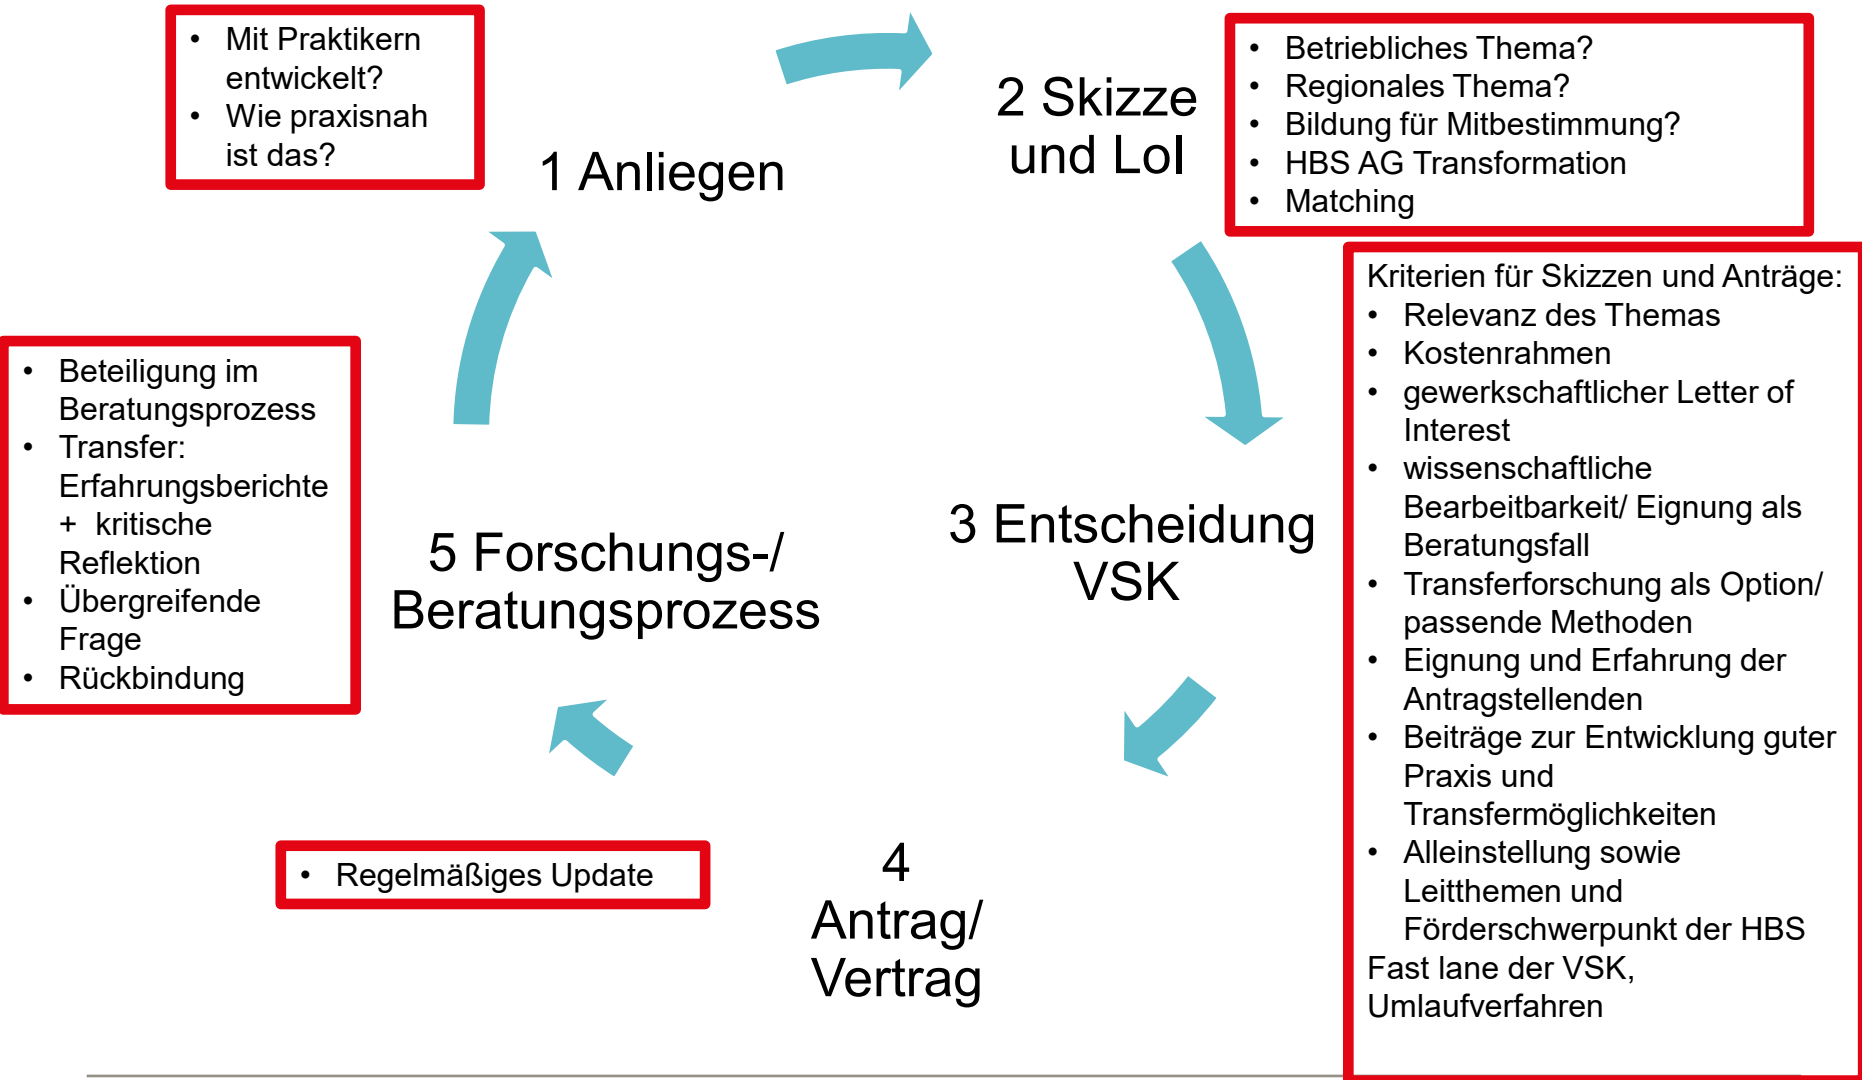 • Mit Praktikern
entwickelt?
• Wie praxisnah
ist das?
1 Anliegen
2 Skizze
und LoI
• Betriebliches Thema?
• Regionales Thema?
• Bildung für Mitbestimmung?
• HBS AG Transformation
• Matching
Kriterien für Skizzen und Anträge:
• Relevanz des Themas
• Kostenrahmen
• gewerkschaftlicher Letter of
Interest
• wissenschaftliche
Bearbeitbarkeit/ Eignung als
Beratungsfall
• Transferforschung als Option/
passende Methoden
• Eignung und Erfahrung der
Antragstellenden
• Beiträge zur Entwicklung guter
Praxis und
Transfermöglichkeiten
• Alleinstellung sowie
Leitthemen und
Förderschwerpunkt der HBS
Fast lane der VSK,
Umlaufverfahren
3 Entscheidung
VSK
4
Antrag/
Vertrag
• Regelmäßiges Update
5 Forschungs-/
Beratungsprozess
• Beteiligung im
Beratungsprozess
• Transfer:
Erfahrungsberichte
+ kritische
Reflektion
• Übergreifende
Frage
• Rückbindung